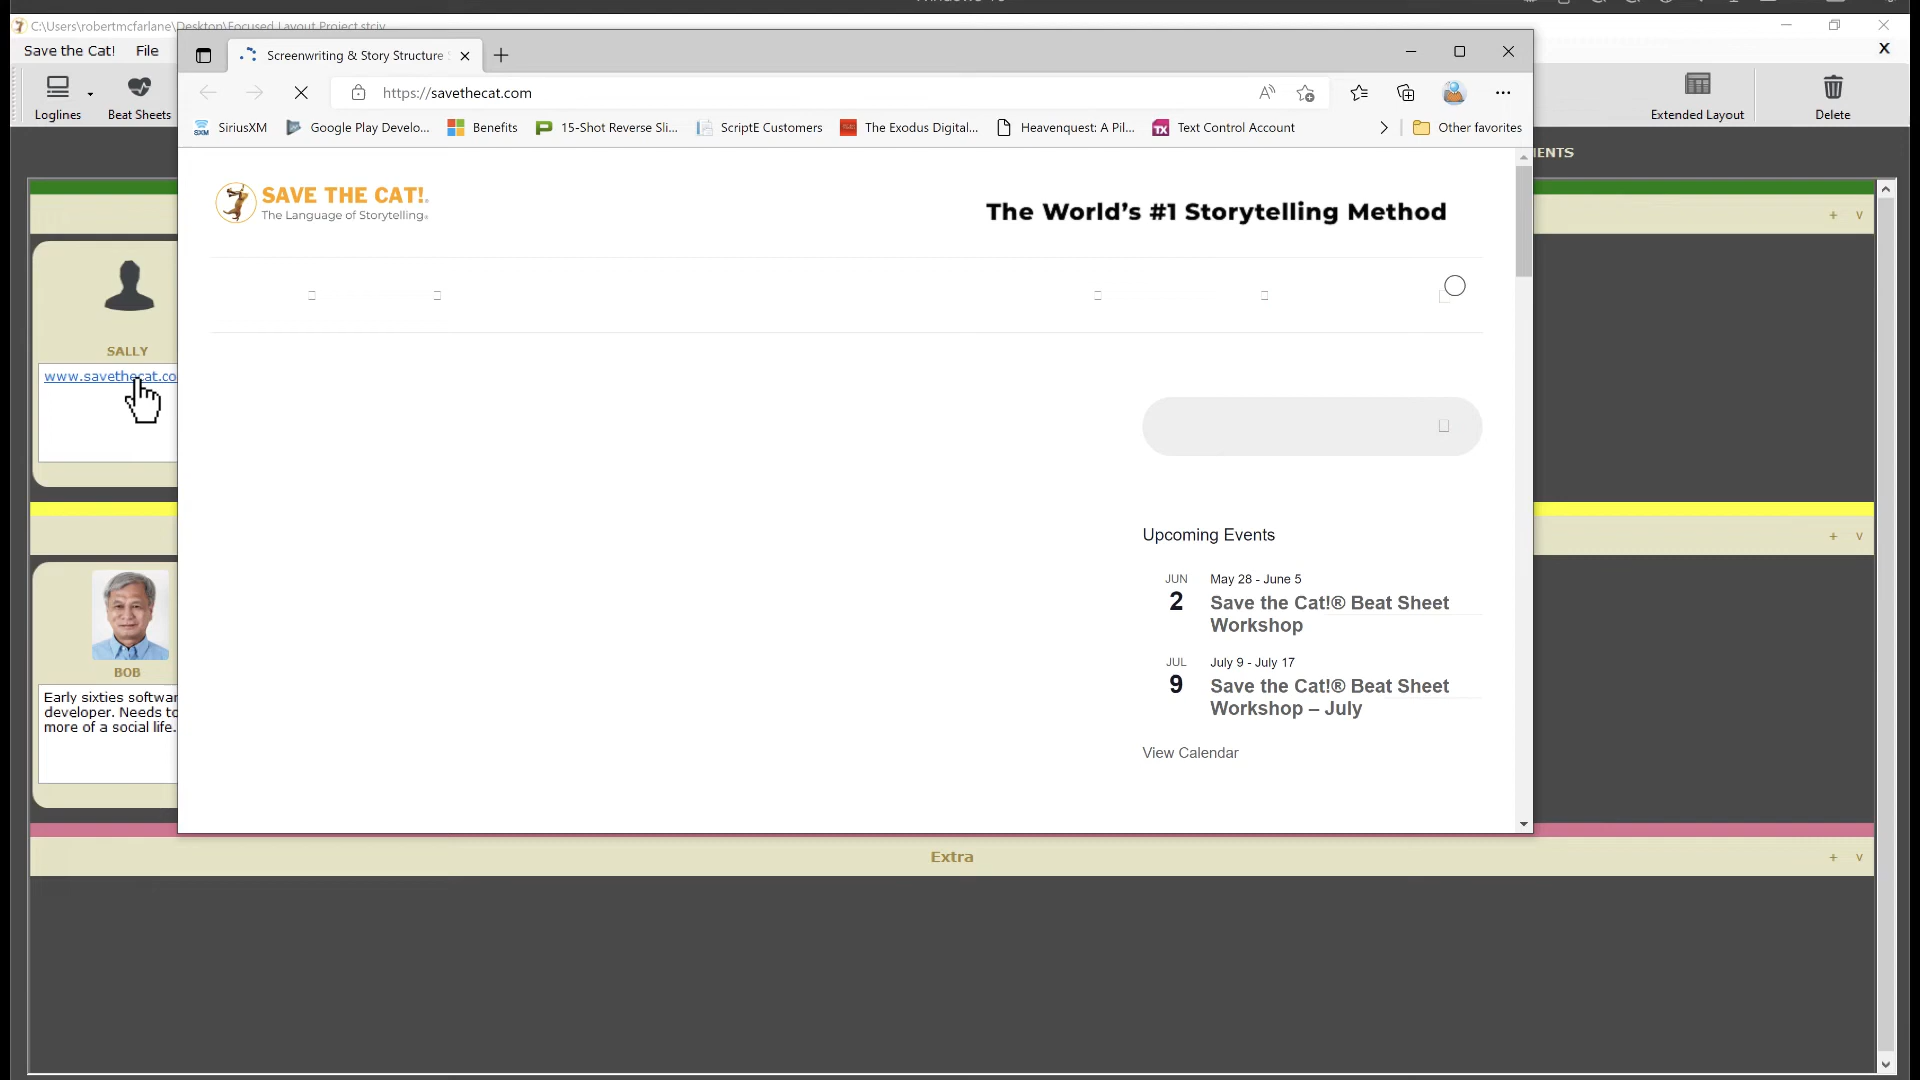 C:\Users\robertmcfarlane\Desktop\Focused Layout Project.stciv
Save the Cat! File
X
Screenwriting & Story Structure
https://savethecat.com
Loglines
Beat Sheets
Extended Layout
Delete
SiriusXM
Google Play Develo...
Benefits
15-Shot Reverse Sli...
ScriptE Customers
The Exodus Digital...
Heavenquest: A Pil...
Text Control Account
Other favorites
SAVE THE CAT!®
The Language of Storytelling®
The World's #1 Storytelling Method
SALLY
www.savethecat.co
Upcoming Events
JUN
2
May 28 - June 5
Save the Cat!® Beat Sheet
Workshop
JUL
9
July 9 - July 17
Save the Cat!® Beat Sheet
Workshop – July
View Calendar
BOB
Early sixties softwar
developer. Needs to
more of a social life.
Extra